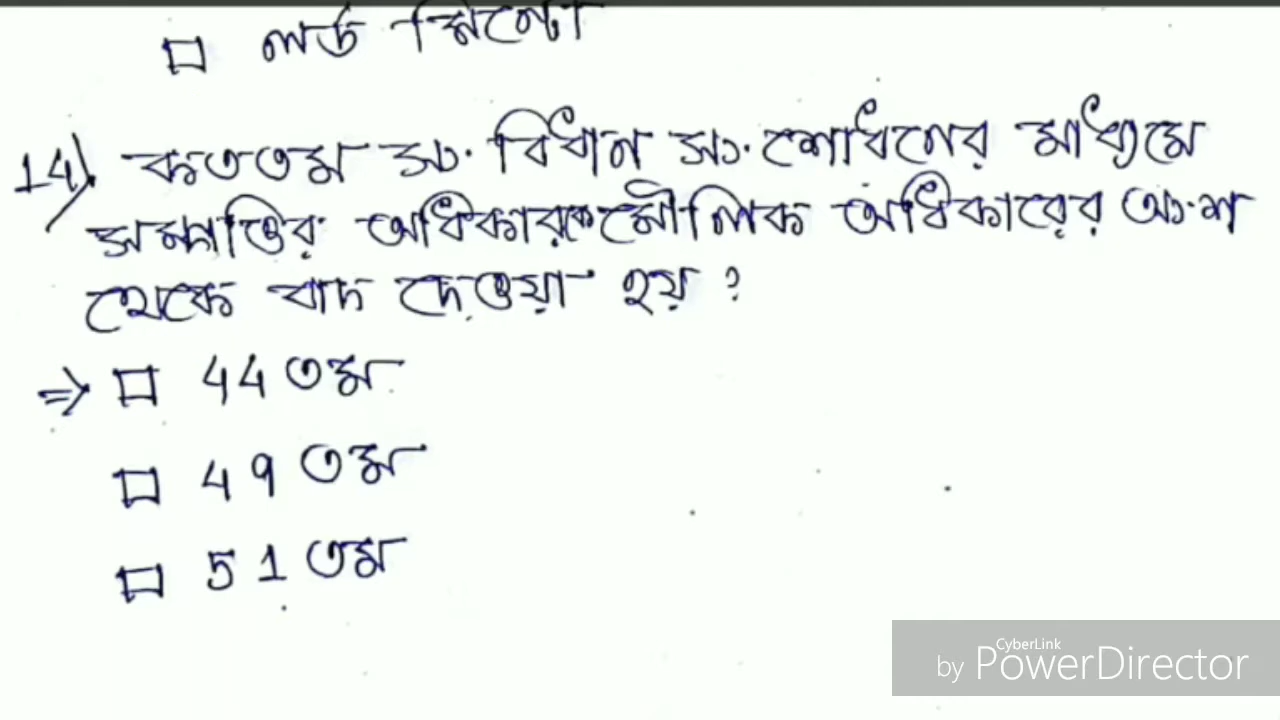 □ লর্ড মিন্টো
14) কততম সং.বিধান সং.শোধনের মাধ্যমে
সম্পত্তির অধিকারকে মৌলিক অধিকারের অং.শ
থেকে বাদ দেওয়া হয় ?
⇒ □ 44 তম
□ 49 তম
□ 51 তম
CyberLink
by PowerDirector